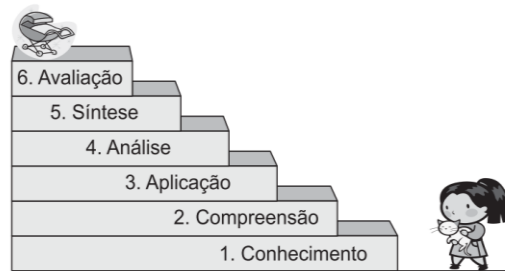 6. Avaliação
5. Síntese
4. Análise
3. Aplicação
2. Compreensão
1. Conhecimento